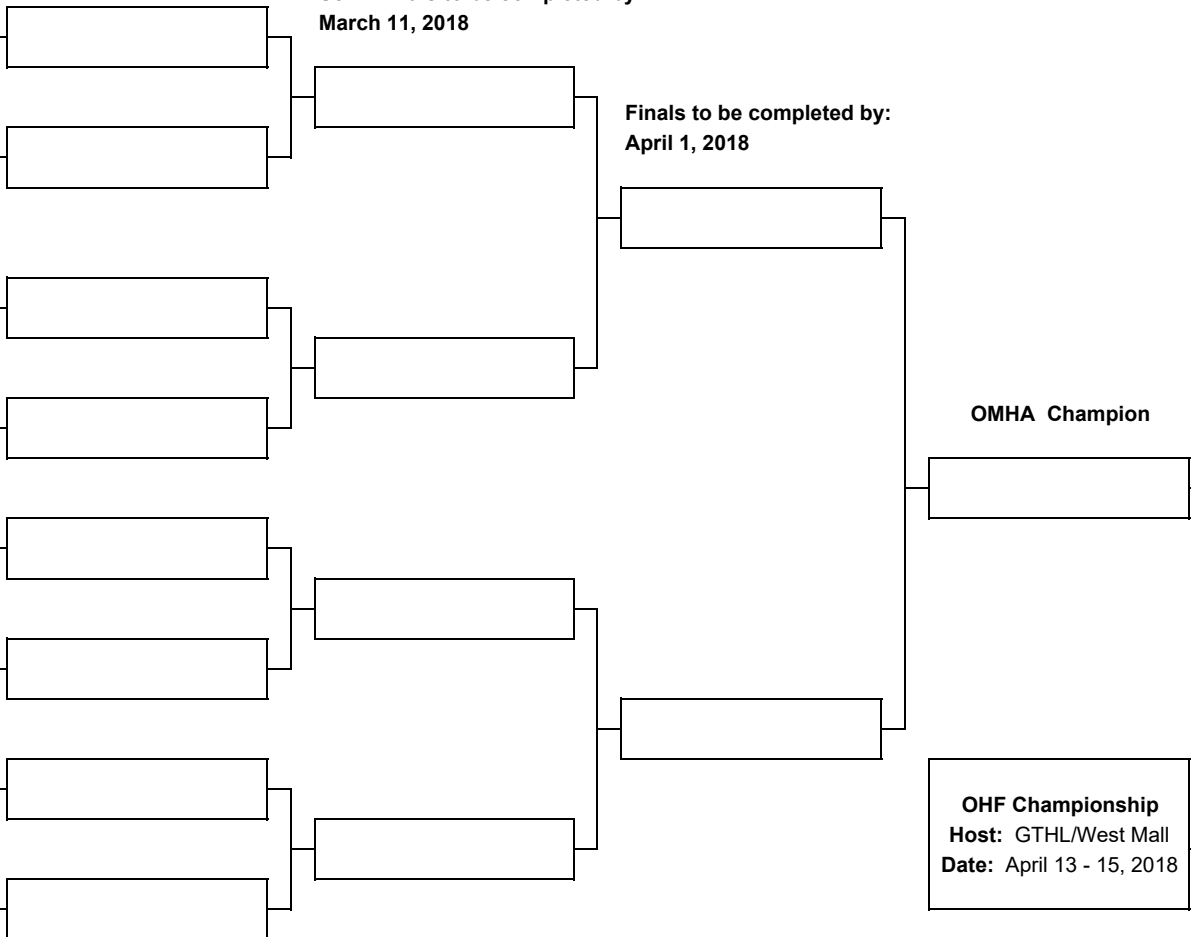 March 11, 2018
Finals to be completed by:
April 1, 2018
OMHA Champion
OHF Championship
Host: GTHL/West Mall
Date: April 13 - 15, 2018